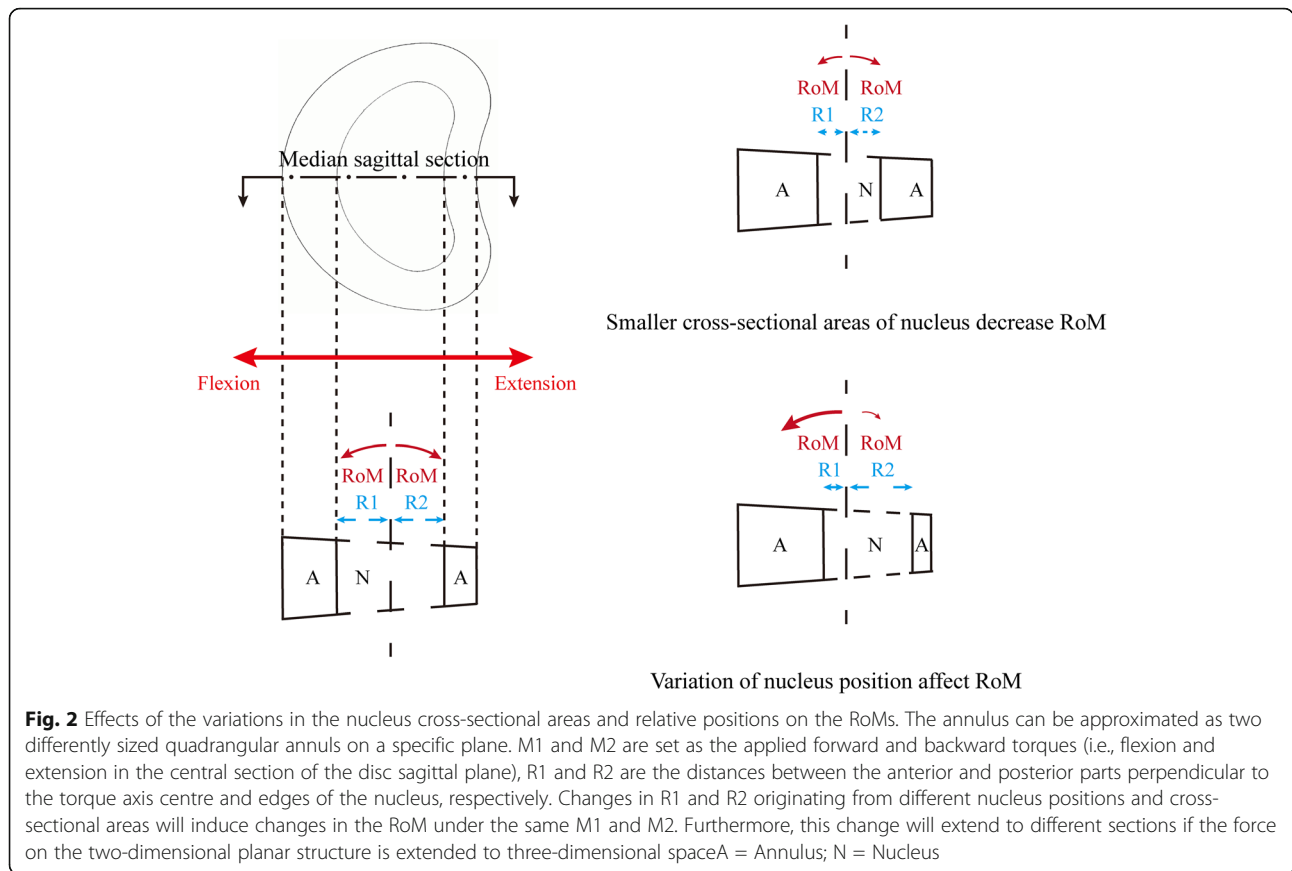 Median sagittal section
Flexion
Extension
RoM RoM
R1 R2
A N A
RoM RoM
R1 R2
A N A
Smaller cross-sectional areas of nucleus decrease RoM
RoM RoM
R1 R2
A N A
Variation of nucleus position affect RoM
Fig. 2 Effects of the variations in the nucleus cross-sectional areas and relative positions on the RoMs. The annulus can be approximated as two
differently sized quadrangular annuls on a specific plane. M1 and M2 are set as the applied forward and backward torques (i.e., flexion and
extension in the central section of the disc sagittal plane), R1 and R2 are the distances between the anterior and posterior parts perpendicular to
the torque axis centre and edges of the nucleus, respectively. Changes in R1 and R2 originating from different nucleus positions and cross-
sectional areas will induce changes in the RoM under the same M1 and M2. Furthermore, this change will extend to different sections if the force
on the two-dimensional planar structure is extended to three-dimensional spaceA = Annulus; N = Nucleus